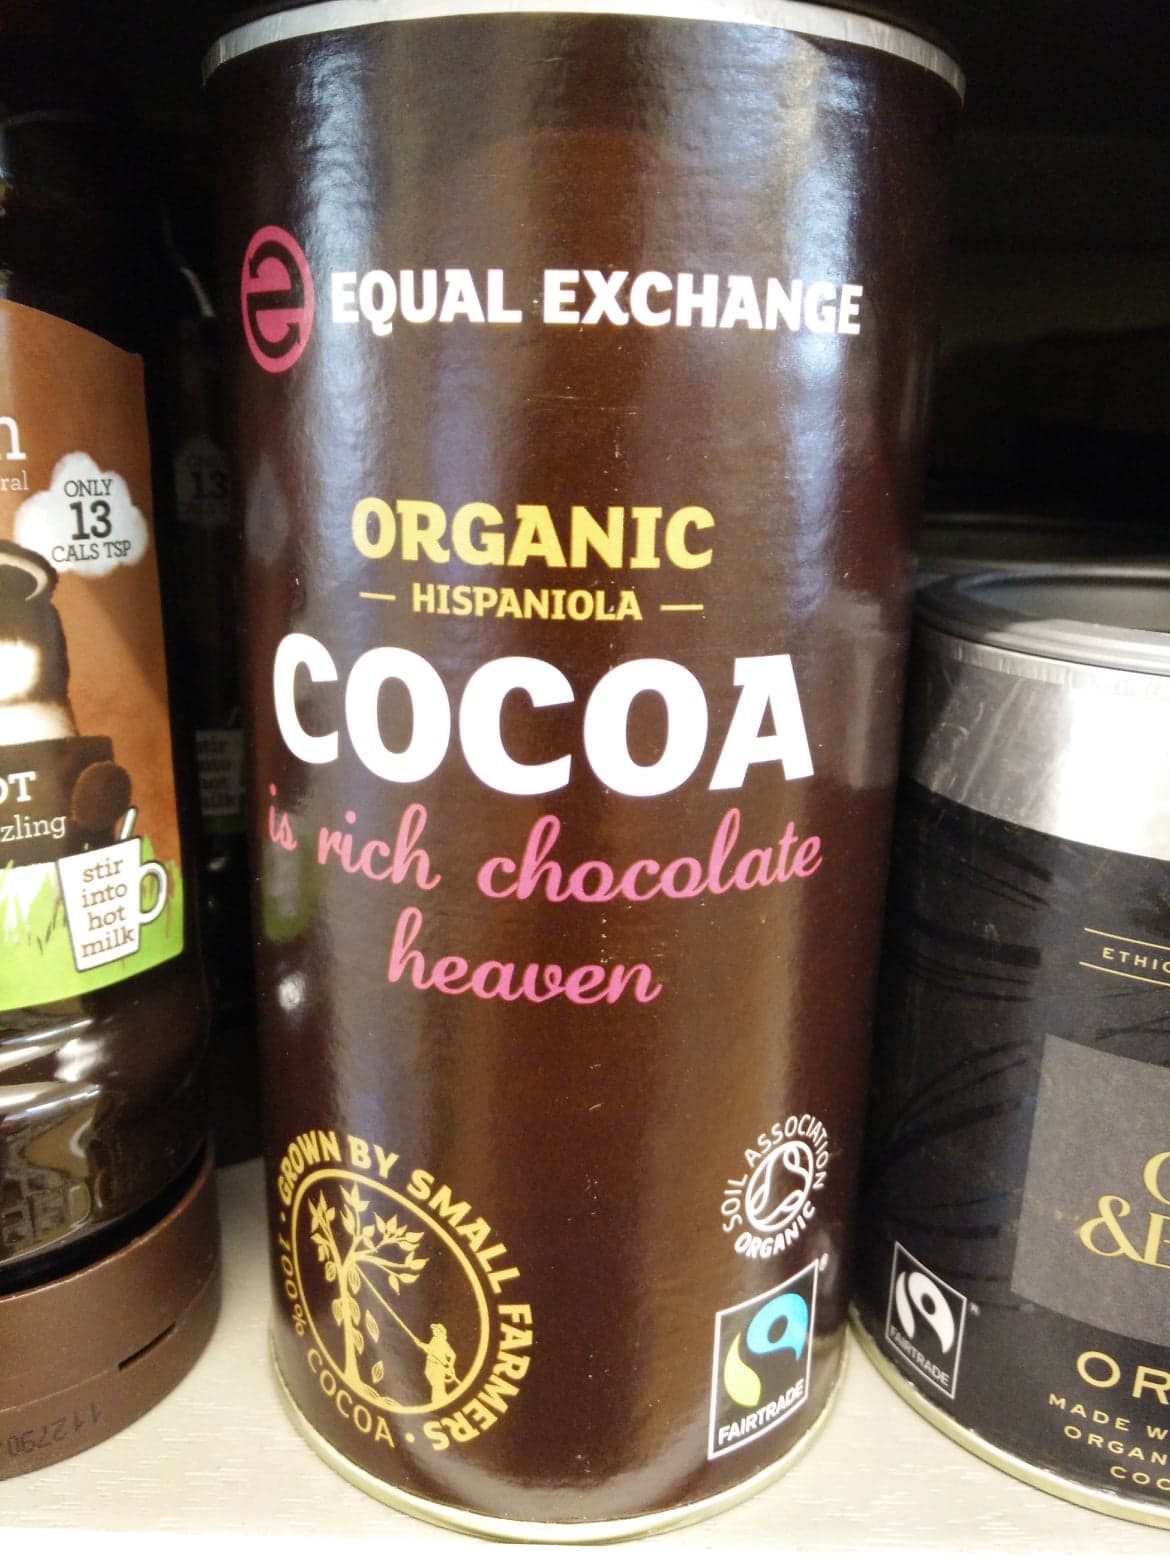 EQUAL EXCHANGE
ORGANIC
HISPANIOLA
COCOA
is rich chocolate
heaven
100% · GROWN BY SMALL FARMERS · COCOA
SOIL ASSOCIATION
ORGANIC
FAIRTRADE
ONLY
13
CALS TSP
stir
into
hot
milk
FAIRTRADE
MADE